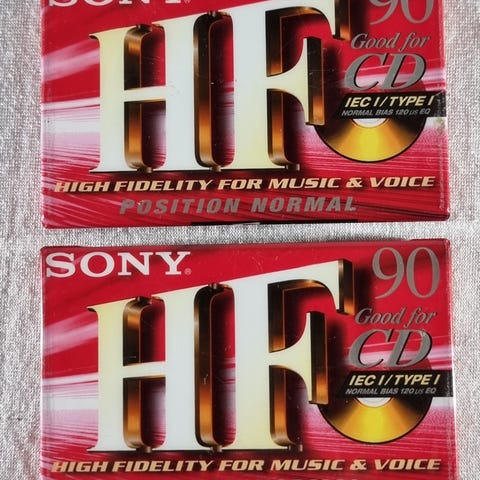 SONY®
90
HF
Good for
CD
IEC I/TYPE I
NORMAL BIAS 120 µs EQ
HIGH FIDELITY FOR MUSIC & VOICE
POSITION NORMAL
SONY®
90
HF
Good for
CD
IEC I/TYPE I
NORMAL BIAS 120 µs EQ
HIGH FIDELITY FOR MUSIC & VOICE